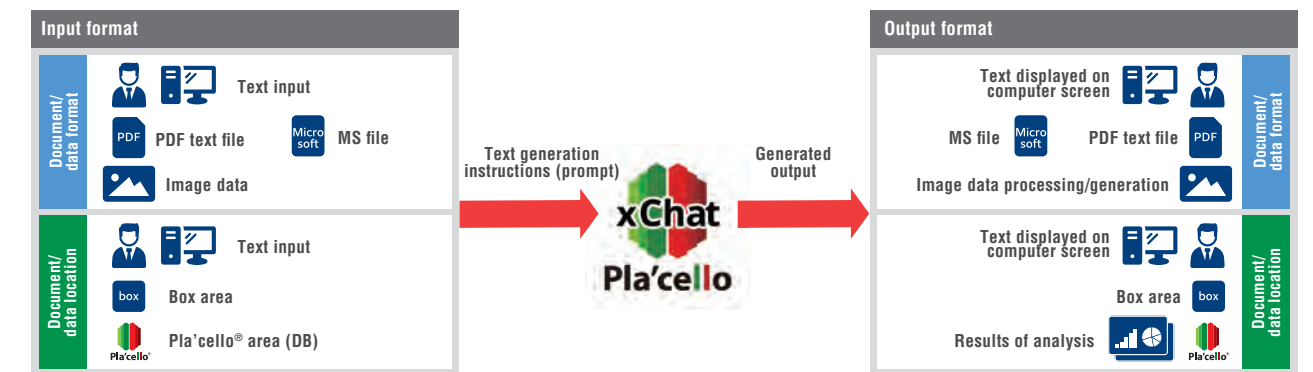 Input format
Document/
data format
Text input
PDF
PDF text file
Micro
soft
MS file
Image data
Document/
data location
Text input
box
Box area
Pla'cello®
Pla'cello® area (DB)
Text generation
instructions (prompt)
xChat
Pla'cello
Generated
output
Output format
Text displayed on
computer screen
MS file
Micro
soft
PDF text file
PDF
Image data processing/generation
Document/
data format
Text displayed on
computer screen
Box area
box
Results of analysis
Pla'cello®
Document/
data location